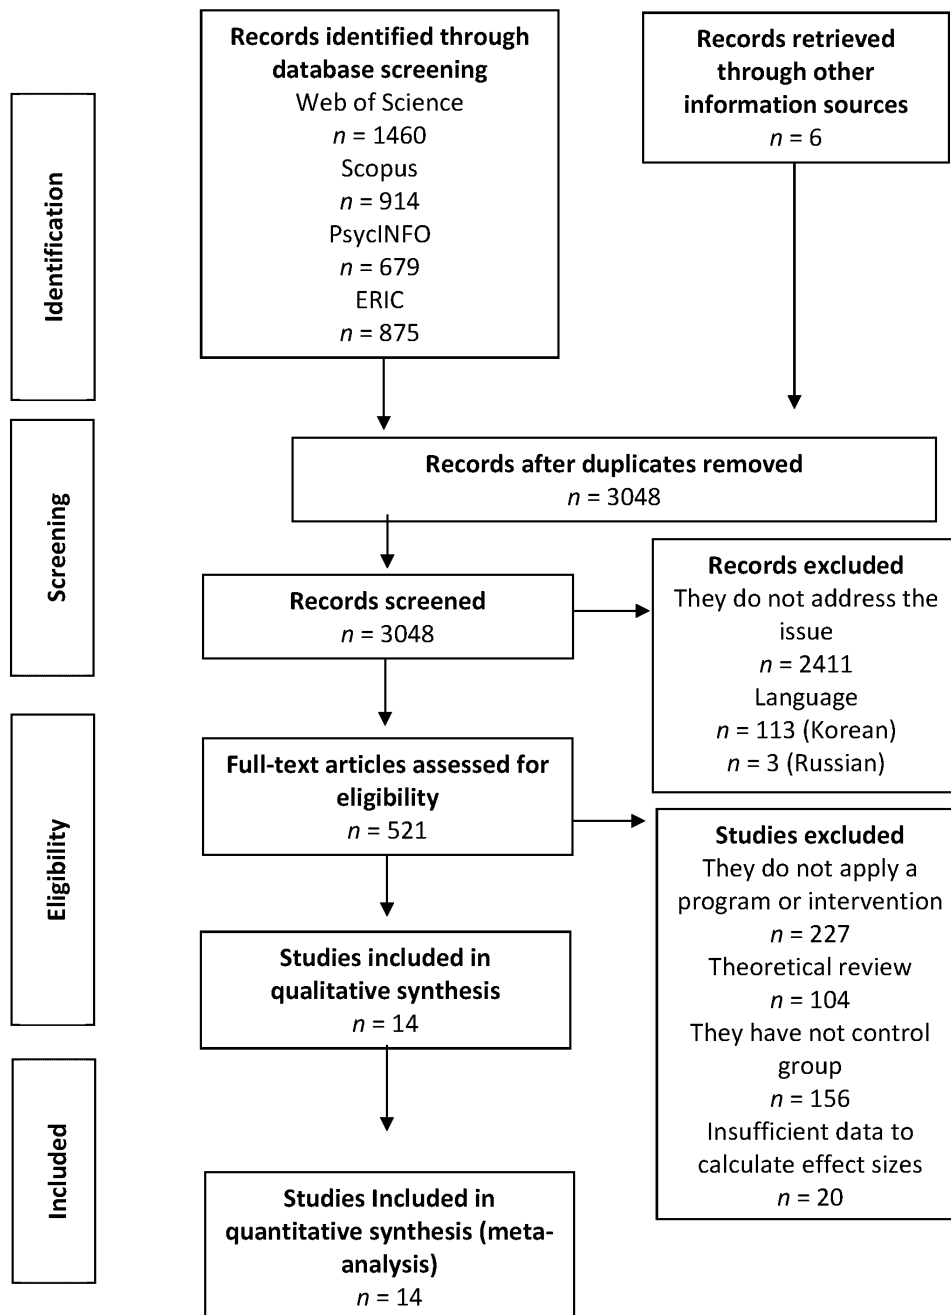 Records identified through
database screening
Web of Science
n = 1460
Scopus
n = 914
PsycINFO
n = 679
ERIC
n = 875
Records retrieved
through other
information sources
n = 6
Identification
Records after duplicates removed
n = 3048
Screening
Records screened
n = 3048
Records excluded
They do not address the
issue
n = 2411
Language
n = 113 (Korean)
n = 3 (Russian)
Full-text articles assessed for
eligibility
n = 521
Eligibility
Studies excluded
They do not apply a
program or intervention
n = 227
Theoretical review
n = 104
They have not control
group
n = 156
Insufficient data to
calculate effect sizes
n = 20
Studies included in
qualitative synthesis
n = 14
Included
Studies Included in
quantitative synthesis (meta-
analysis)
n = 14